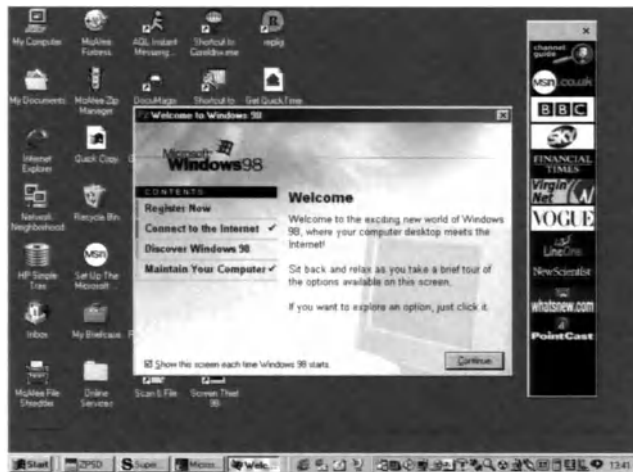 My Computer
McAfee Fortress
AOL Instant Messeng...
Shortcut to
mpkg
My Documents
McAfee Zip Manager
Shortcut to
Get QuickTime
Internet Explorer
Quick Copy
Network Neighborhood
Recycle Bin
HP Simple Trax
MSN
Set Up The Microsoft ...
Inbox
My Briefcase
McAfee File Shredder
Online Services
Scan & File
Screen Thief 98
Welcome to Windows 98
Microsoft
Windows98
CONTENTS
Register Now
Connect to the Internet
Discover Windows 98
Maintain Your Computer
Welcome
Welcome to the exciting new world of Windows
98, where your computer desktop meets the
Internet!
Sit back and relax as you take a brief tour of
the options available on this screen.
If you want to explore an option, just click it.
Show this screen each time Windows 98 starts.
Continue
channel guide
msn.co.uk
BBC
Sky
FINANCIAL
TIMES
Virgin
Net
VOGUE
LineOne
NewScientist
whatsnew.com
PointCast
Start
ZIPSD
Super...
Micros...
Welc...
13:41